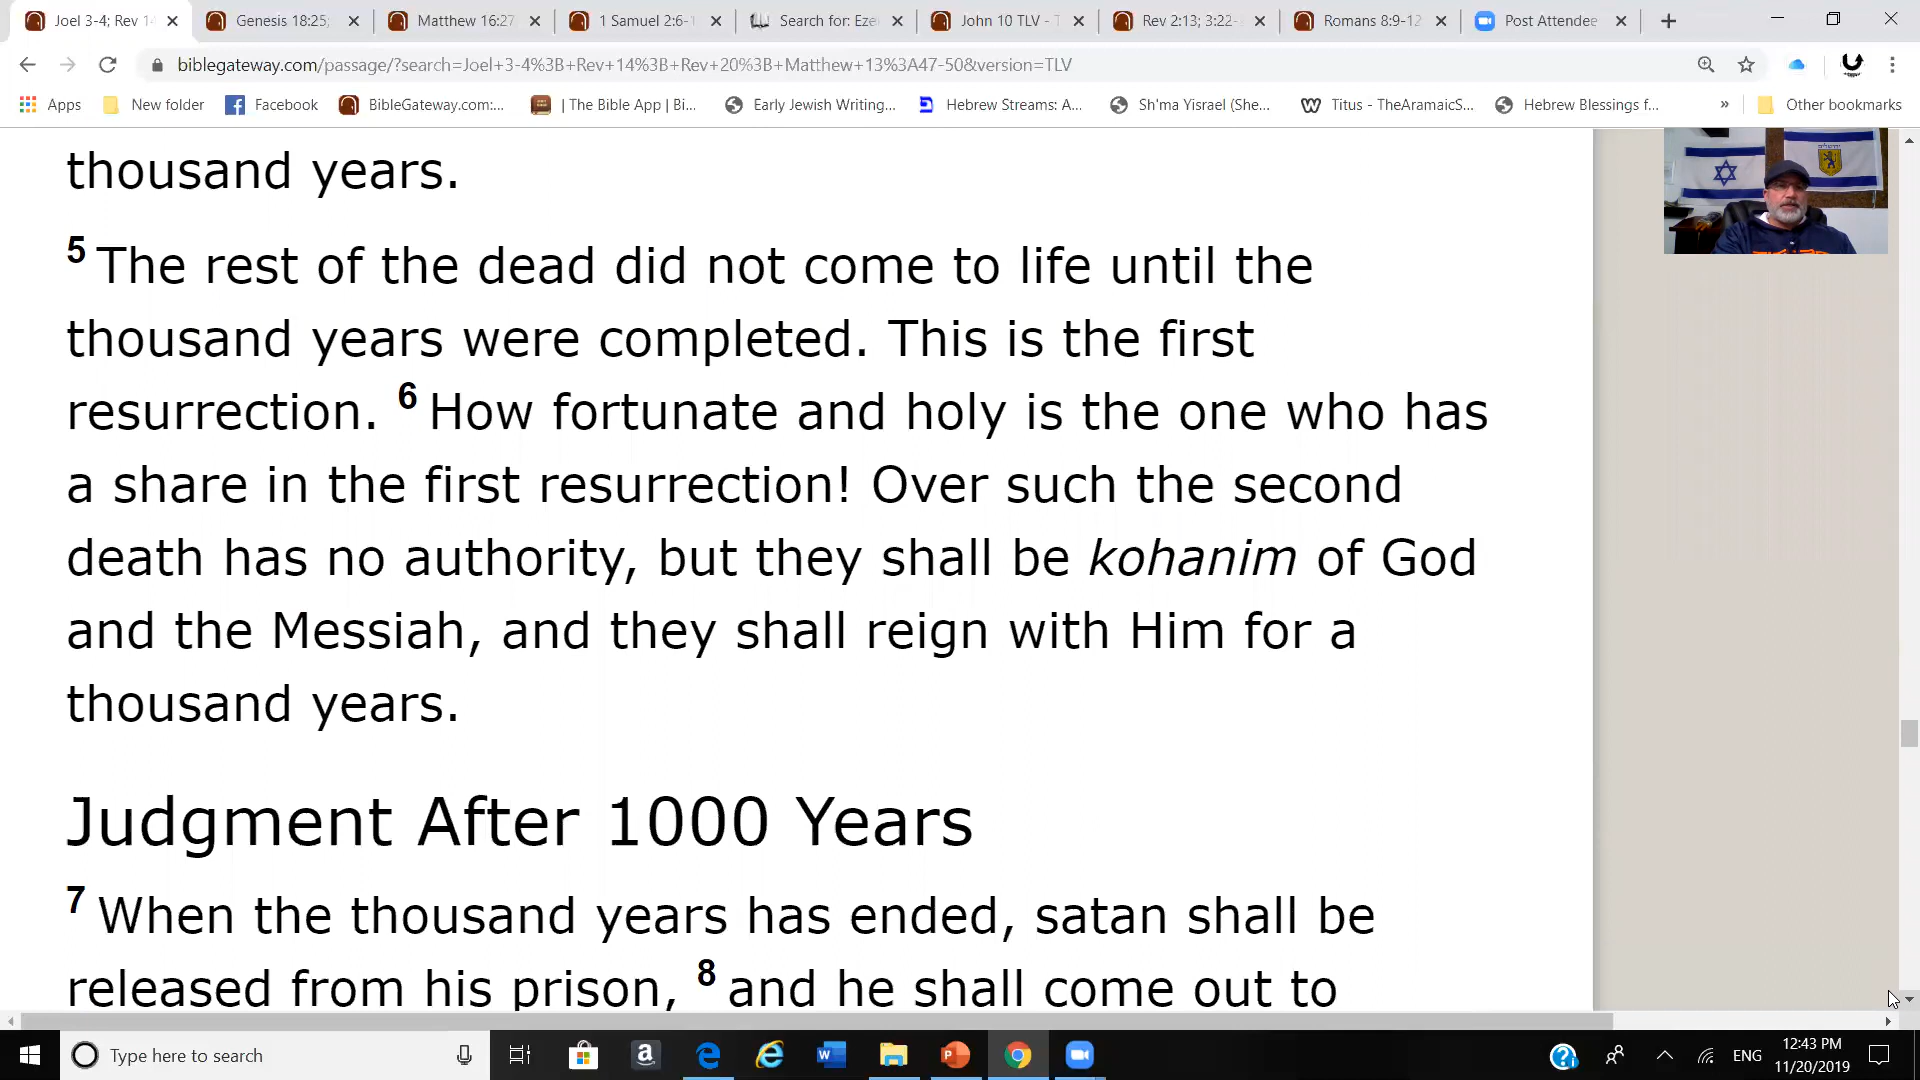 Joel 3-4; Rev 14
Genesis 18:25;
Matthew 16:27
1 Samuel 2:6-
Search for: Eze
John 10 TLV - T
Rev 2:13; 3:22-
Romans 8:9-12
Post Attendee
biblegateway.com/passage/?search=Joel+3-4%3B+Rev+14%3B+Rev+20%3B+Matthew+13%3A47-50&version=TLV
Apps
New folder
Facebook
BibleGateway.com:...
| The Bible App | Bi...
Early Jewish Writing...
Hebrew Streams: A...
Sh'ma Yisrael (She...
Titus - TheAramaicS...
Hebrew Blessings f...
»
Other bookmarks
thousand years.
5 The rest of the dead did not come to life until the
thousand years were completed. This is the first
resurrection. 6 How fortunate and holy is the one who has
a share in the first resurrection! Over such the second
death has no authority, but they shall be kohanim of God
and the Messiah, and they shall reign with Him for a
thousand years.
Judgment After 1000 Years
7 When the thousand years has ended, satan shall be
released from his prison, 8 and he shall come out to
Type here to search
ENG
12:43 PM
11/20/2019